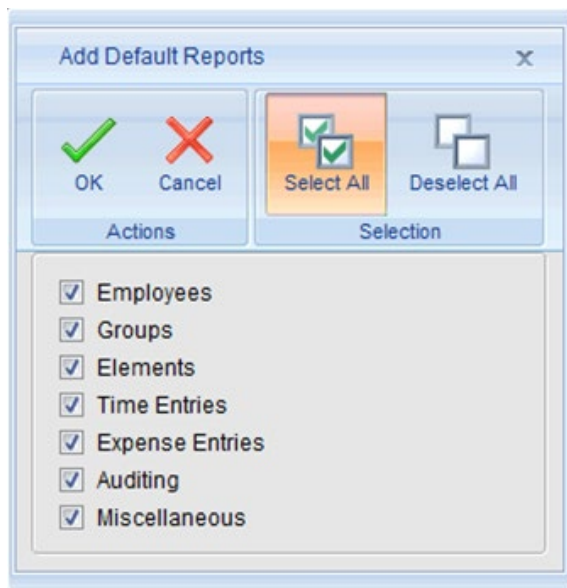 Add Default Reports
OK Cancel Select All Deselect All
Actions Selection
Employees
Groups
Elements
Time Entries
Expense Entries
Auditing
Miscellaneous